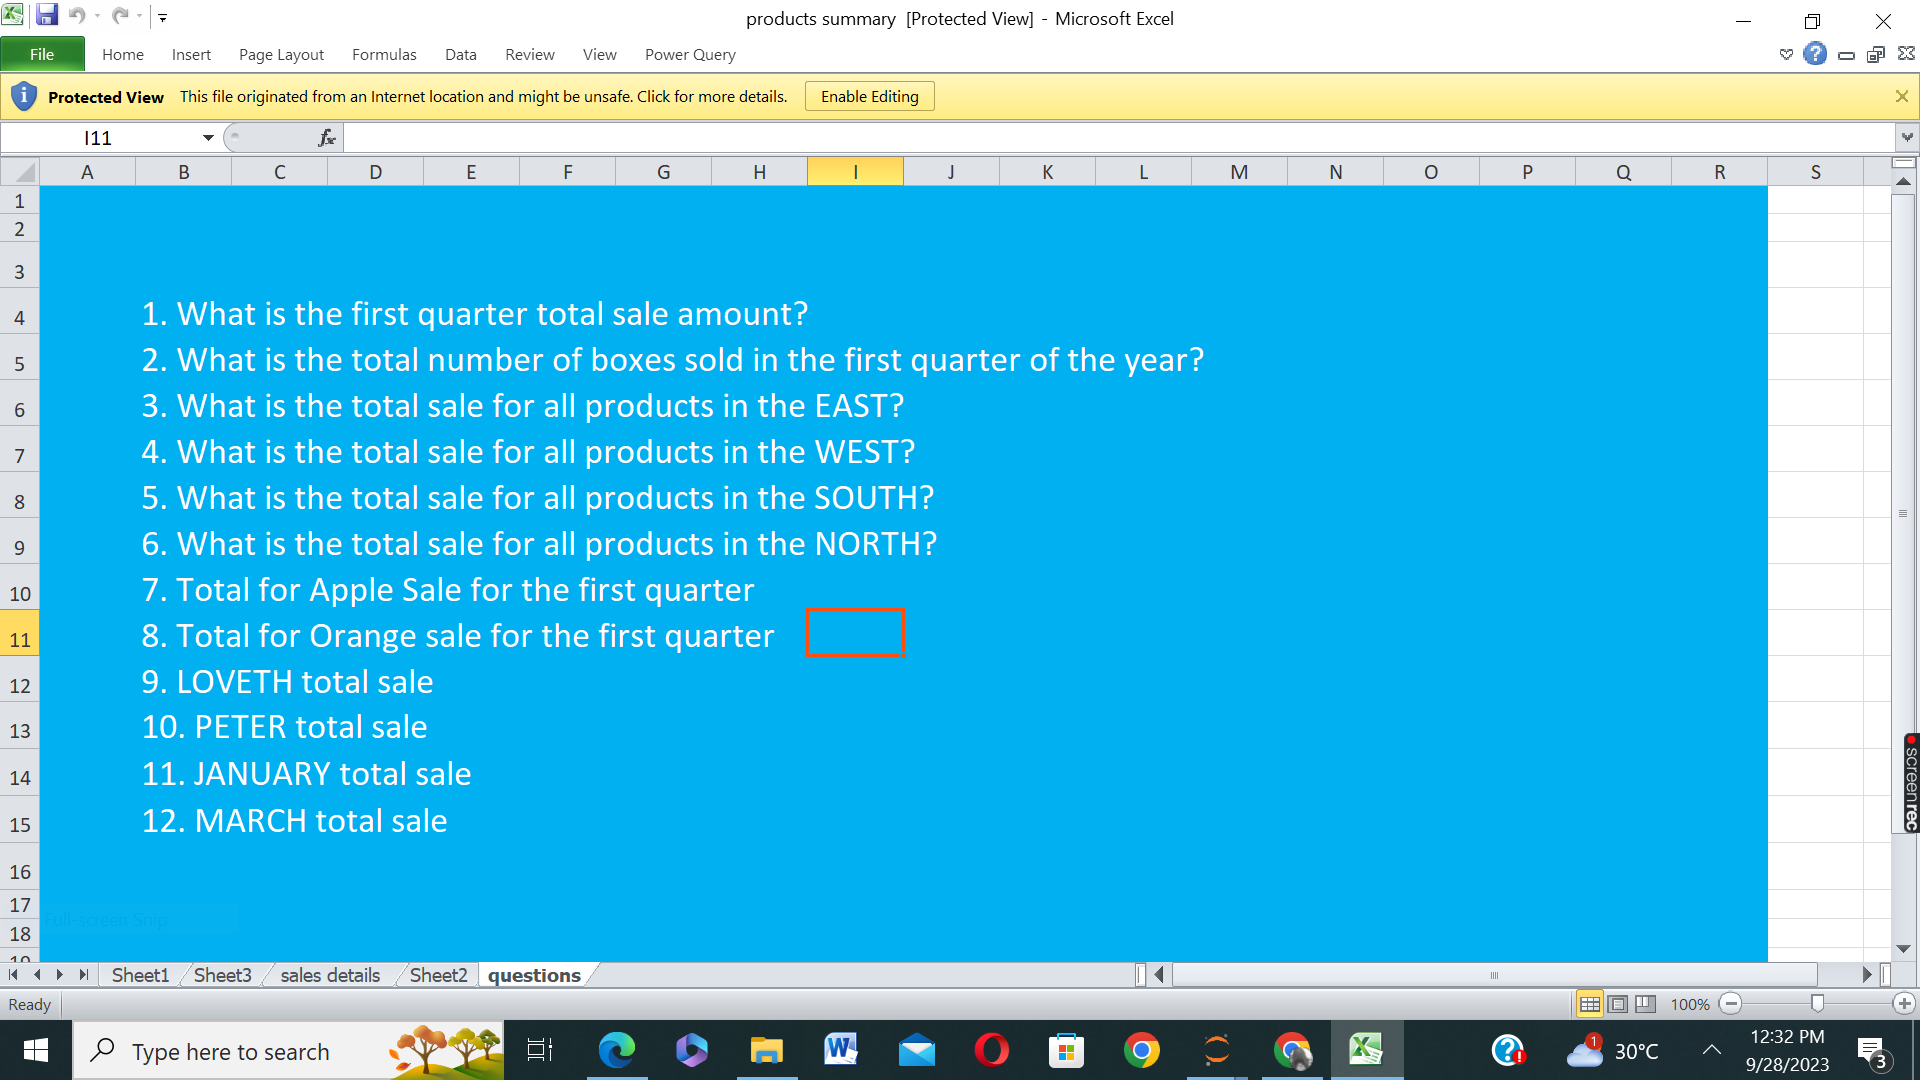 products summary  [Protected View]  -  Microsoft Excel
File Home Insert Page Layout Formulas Data Review View Power Query
Protected View This file originated from an Internet location and might be unsafe. Click for more details. Enable Editing
I11 fx
A B C D E F G H I J K L M N O P Q R S
1
2
3
4 1. What is the first quarter total sale amount?
5 2. What is the total number of boxes sold in the first quarter of the year?
6 3. What is the total sale for all products in the EAST?
7 4. What is the total sale for all products in the WEST?
8 5. What is the total sale for all products in the SOUTH?
9 6. What is the total sale for all products in the NORTH?
10 7. Total for Apple Sale for the first quarter
11 8. Total for Orange sale for the first quarter
12 9. LOVETH total sale
13 10. PETER total sale
14 11. JANUARY total sale
15 12. MARCH total sale
screenrec
16
17
Full-screen Snip
18
19
Sheet1 Sheet3 sales details Sheet2 questions
Ready 100%
Type here to search 1 30°C 12:32 PM
9/28/2023 3